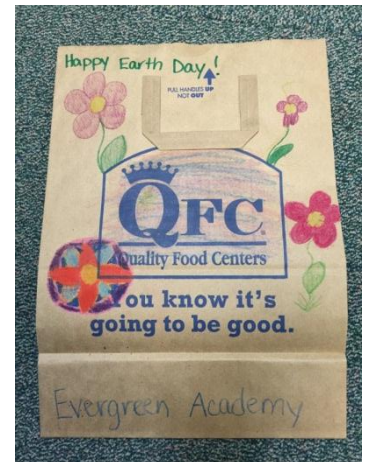 Happy Earth Day!
PULL HANDLES UP
NOT OUT
QFC
Quality Food Centers
You know it's
going to be good.
Evergreen Academy